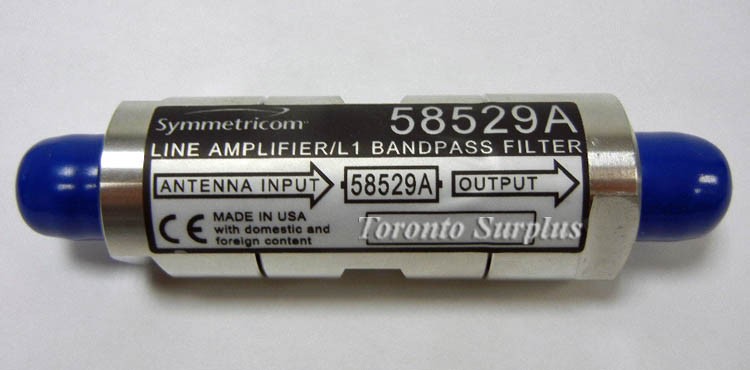 Symmetricom™
58529A
LINE AMPLIFIER/L1 BANDPASS FILTER
ANTENNA INPUT
58529A
OUTPUT
CE
MADE IN USA
with domestic and
foreign content
Toronto Surplus